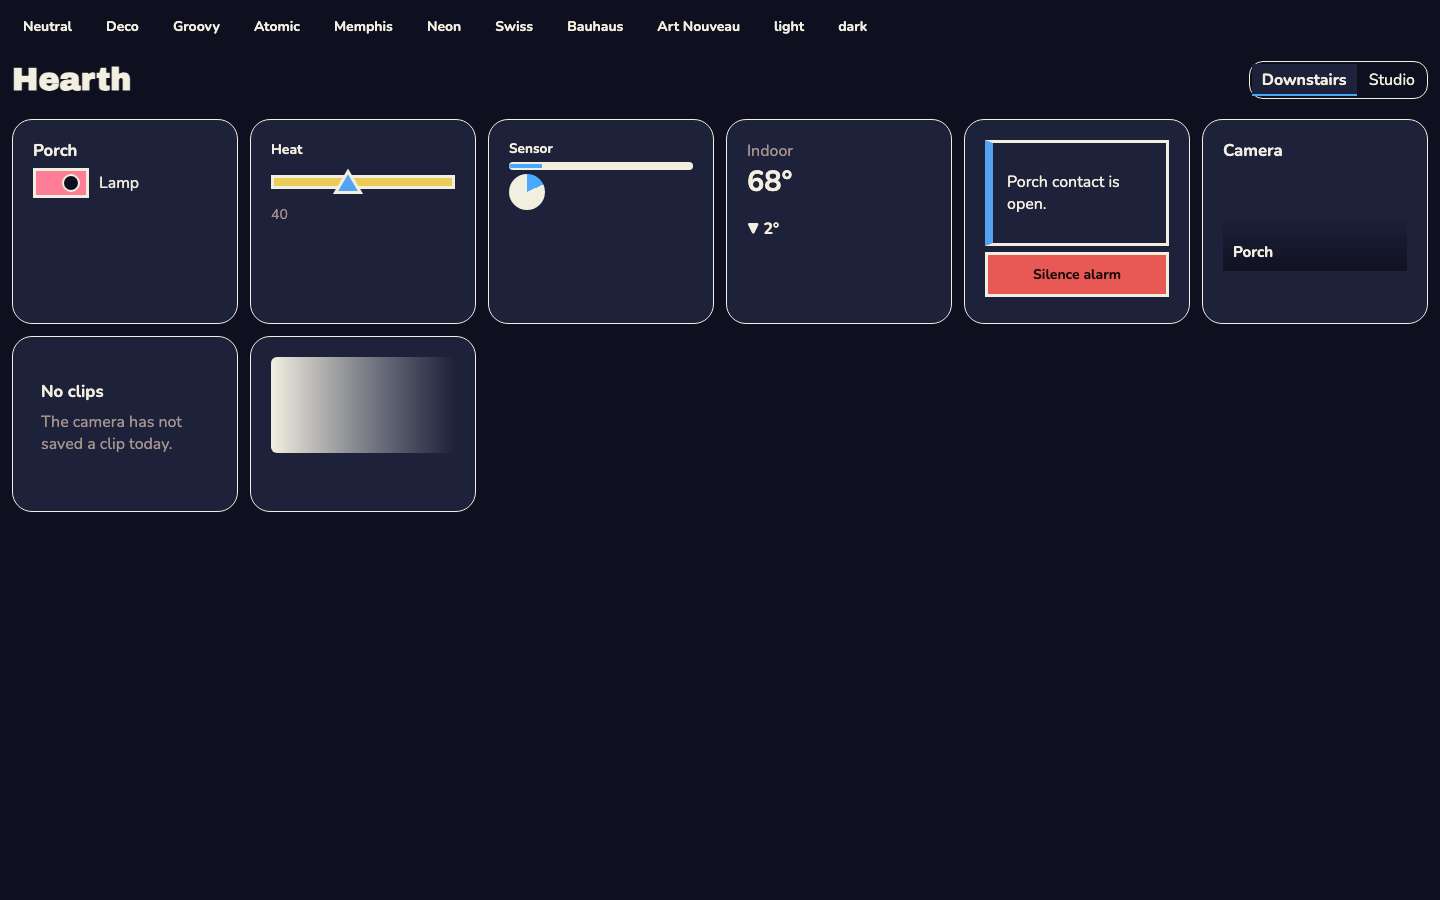 Neutral Deco Groovy Atomic Memphis Neon Swiss Bauhaus Art Nouveau light dark
Hearth
Downstairs Studio
Porch
Lamp
Heat
40
Sensor
Indoor
68°
▼ 2°
Porch contact is
open.
Silence alarm
Camera
Porch
No clips
The camera has not
saved a clip today.